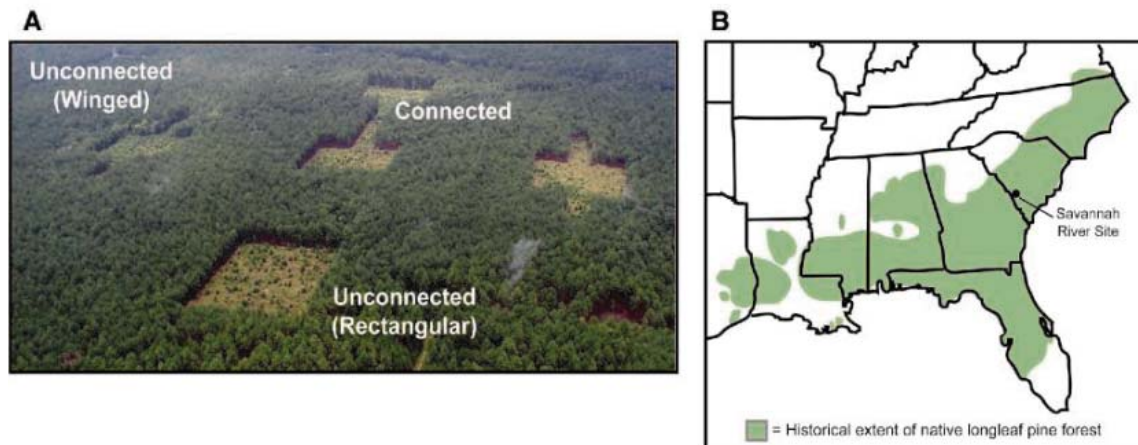 A
Unconnected
(Winged)
Connected
Unconnected
(Rectangular)
B
Savannah
River Site
= Historical extent of native longleaf pine forest